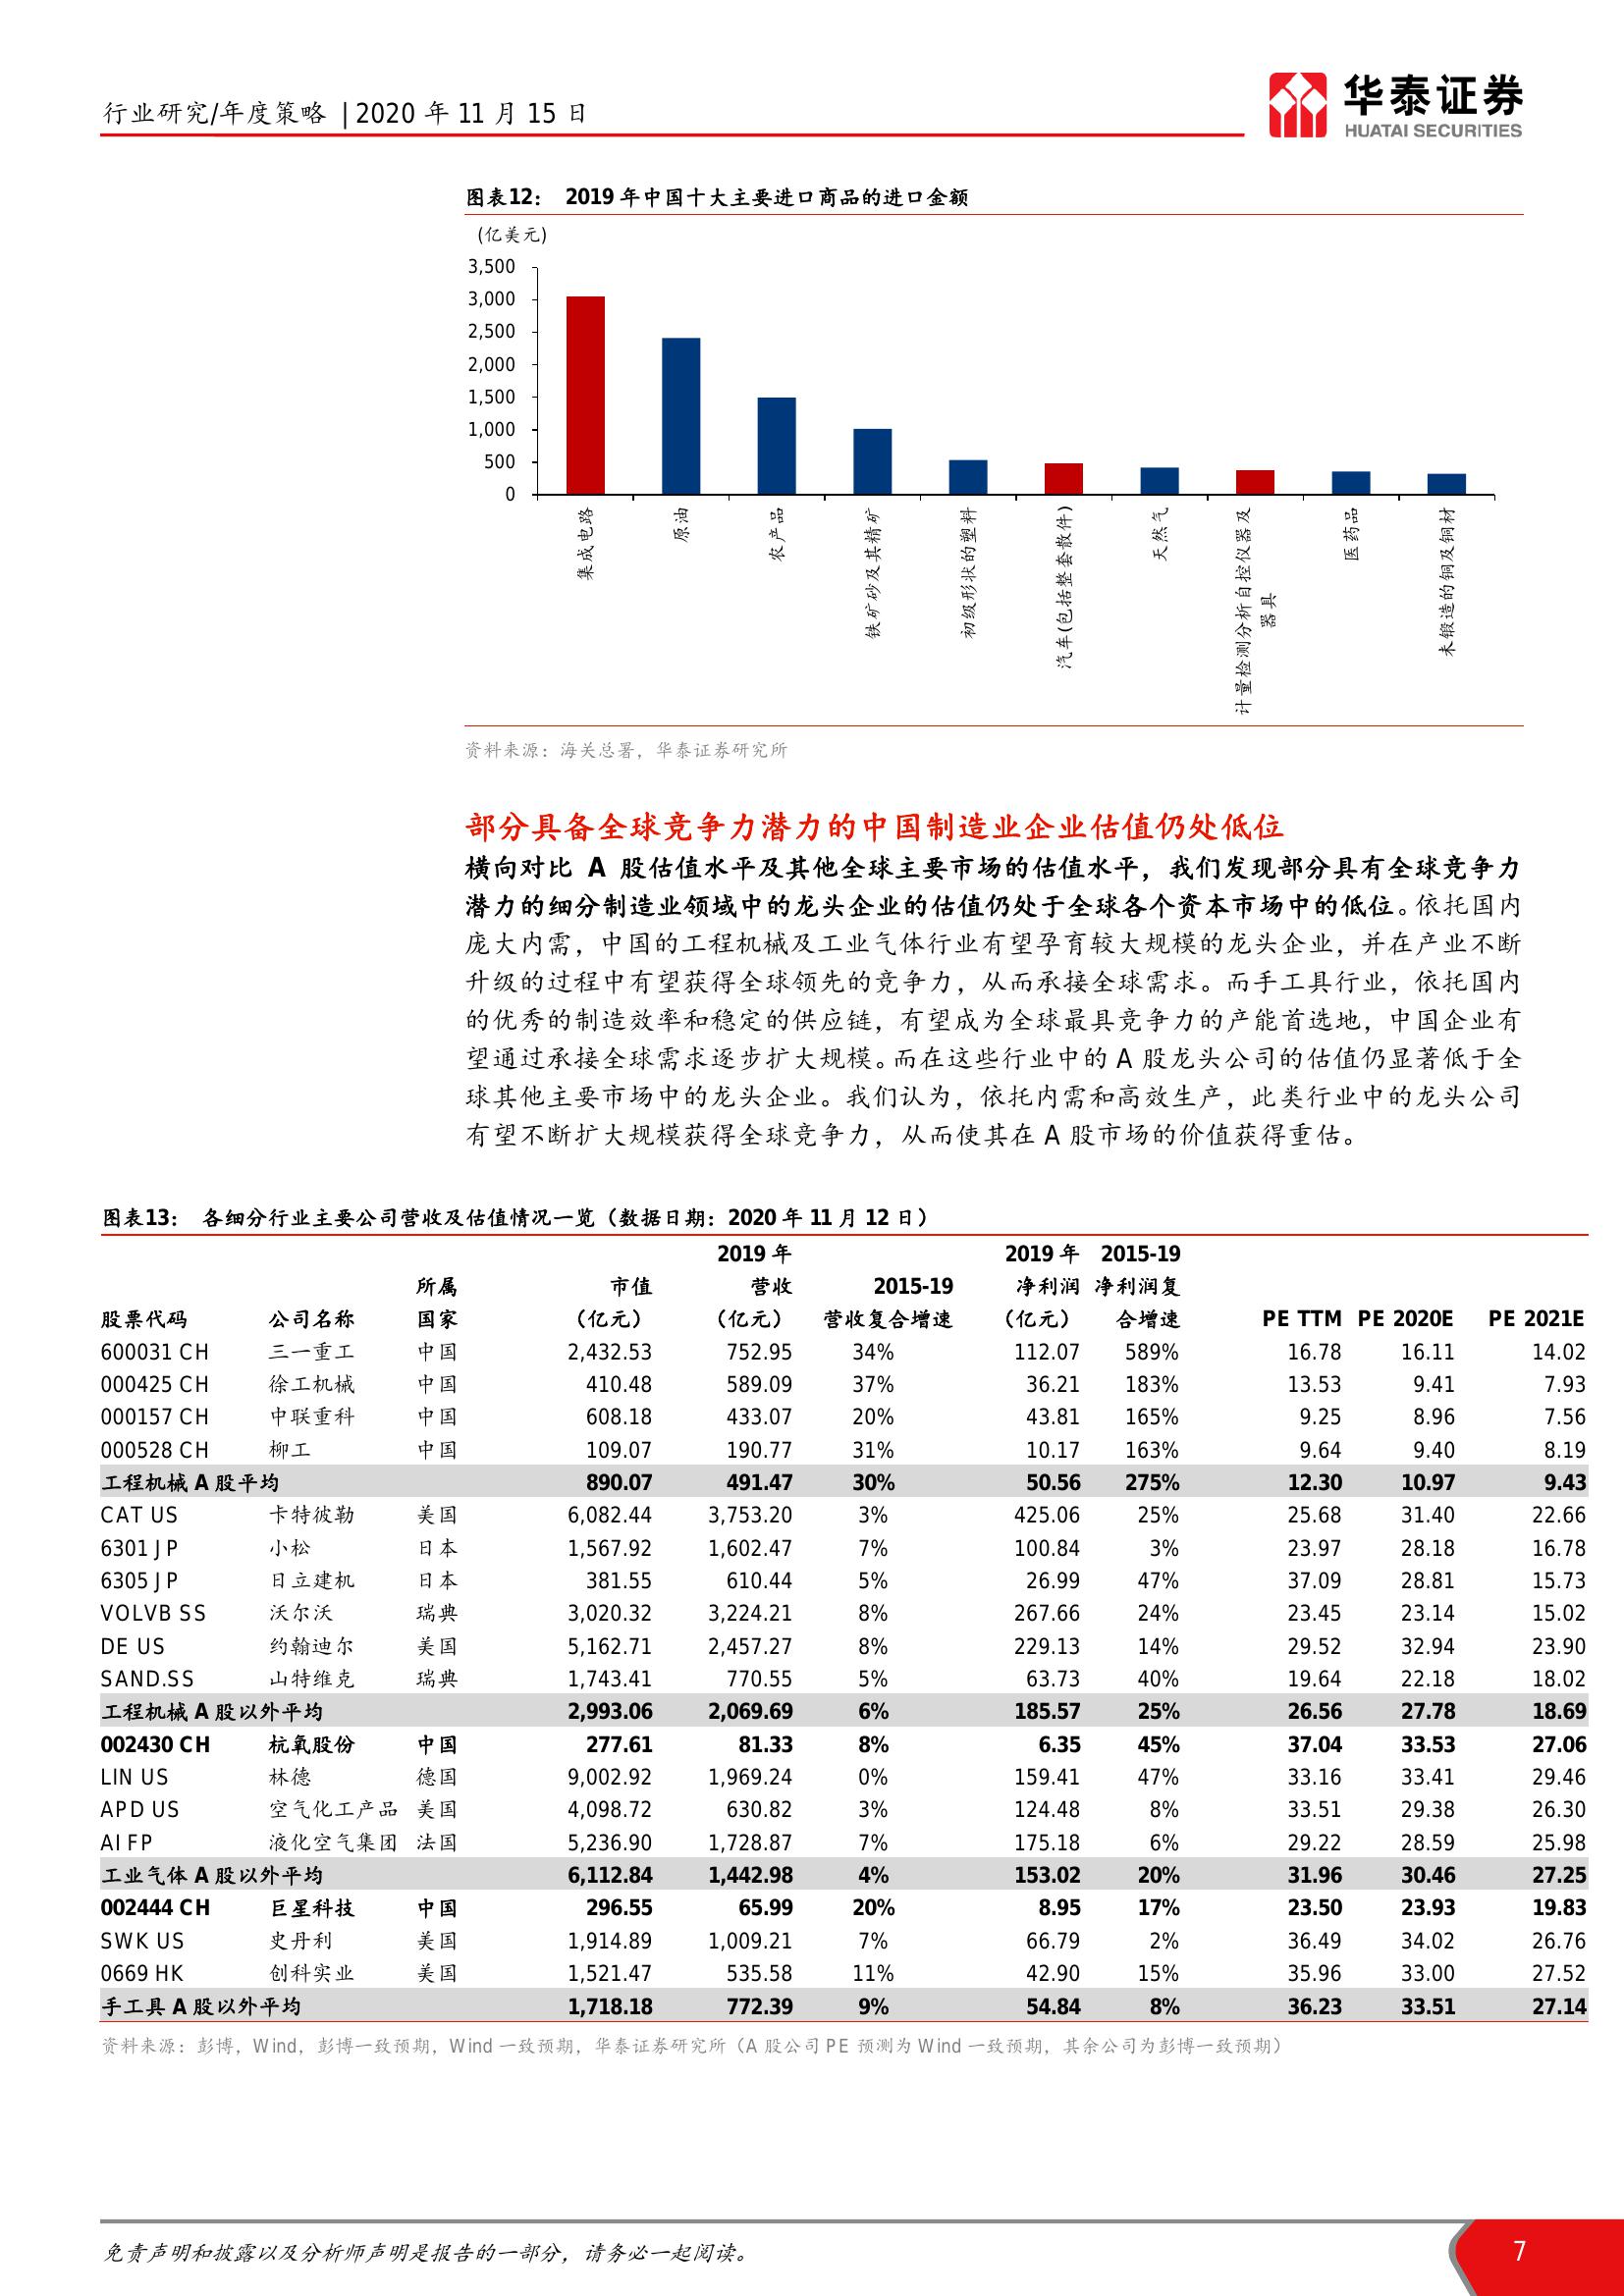 行业研究/年度策略 | 2020 年 11 月 15 日
华泰证券
HUATAI SECURITIES
图表12： 2019 年中国十大主要进口商品的进口金额
(亿美元)
3,500
3,000
2,500
2,000
1,500
1,000
500
0
集成电路
原油
农产品
铁矿砂及其精矿
初级形状的塑料
汽车(包括整套散件)
天然气
计量检测分析自控仪器及
器具
医药品
未锻造的铜及铜材
资料来源：海关总署，华泰证券研究所
部分具备全球竞争力潜力的中国制造业企业估值仍处低位
横向对比 A 股估值水平及其他全球主要市场的估值水平，我们发现部分具有全球竞争力
潜力的细分制造业领域中的龙头企业的估值仍处于全球各个资本市场中的低位。依托国内
庞大内需，中国的工程机械及工业气体行业有望孕育较大规模的龙头企业，并在产业不断
升级的过程中有望获得全球领先的竞争力，从而承接全球需求。而手工具行业，依托国内
的优秀的制造效率和稳定的供应链，有望成为全球最具竞争力的产能首选地，中国企业有
望通过承接全球需求逐步扩大规模。而在这些行业中的 A 股龙头公司的估值仍显著低于全
球其他主要市场中的龙头企业。我们认为，依托内需和高效生产，此类行业中的龙头公司
有望不断扩大规模获得全球竞争力，从而使其在 A 股市场的价值获得重估。
图表13： 各细分行业主要公司营收及估值情况一览（数据日期：2020 年 11 月 12 日）
2019 年 2019 年 2015-19
所属 市值 营收 2015-19 净利润 净利润复
股票代码 公司名称 国家 （亿元） （亿元） 营收复合增速 （亿元） 合增速 PE TTM PE 2020E PE 2021E
600031 CH 三一重工 中国 2,432.53 752.95 34% 112.07 589% 16.78 16.11 14.02
000425 CH 徐工机械 中国 410.48 589.09 37% 36.21 183% 13.53 9.41 7.93
000157 CH 中联重科 中国 608.18 433.07 20% 43.81 165% 9.25 8.96 7.56
000528 CH 柳工 中国 109.07 190.77 31% 10.17 163% 9.64 9.40 8.19
工程机械 A 股平均 890.07 491.47 30% 50.56 275% 12.30 10.97 9.43
CAT US 卡特彼勒 美国 6,082.44 3,753.20 3% 425.06 25% 25.68 31.40 22.66
6301 JP 小松 日本 1,567.92 1,602.47 7% 100.84 3% 23.97 28.18 16.78
6305 JP 日立建机 日本 381.55 610.44 5% 26.99 47% 37.09 28.81 15.73
VOLVB SS 沃尔沃 瑞典 3,020.32 3,224.21 8% 267.66 24% 23.45 23.14 15.02
DE US 约翰迪尔 美国 5,162.71 2,457.27 8% 229.13 14% 29.52 32.94 23.90
SAND.SS 山特维克 瑞典 1,743.41 770.55 5% 63.73 40% 19.64 22.18 18.02
工程机械 A 股以外平均 2,993.06 2,069.69 6% 185.57 25% 26.56 27.78 18.69
002430 CH 杭氧股份 中国 277.61 81.33 8% 6.35 45% 37.04 33.53 27.06
LIN US 林德 德国 9,002.92 1,969.24 0% 159.41 47% 33.16 33.41 29.46
APD US 空气化工产品 美国 4,098.72 630.82 3% 124.48 8% 33.51 29.38 26.30
AI FP 液化空气集团 法国 5,236.90 1,728.87 7% 175.18 6% 29.22 28.59 25.98
工业气体 A 股以外平均 6,112.84 1,442.98 4% 153.02 20% 31.96 30.46 27.25
002444 CH 巨星科技 中国 296.55 65.99 20% 8.95 17% 23.50 23.93 19.83
SWK US 史丹利 美国 1,914.89 1,009.21 7% 66.79 2% 36.49 34.02 26.76
0669 HK 创科实业 美国 1,521.47 535.58 11% 42.90 15% 35.96 33.00 27.52
手工具 A 股以外平均 1,718.18 772.39 9% 54.84 8% 36.23 33.51 27.14
资料来源：彭博，Wind，彭博一致预期，Wind 一致预期，华泰证券研究所（A 股公司 PE 预测为 Wind 一致预期，其余公司为彭博一致预期）
免责声明和披露以及分析师声明是报告的一部分，请务必一起阅读。
7